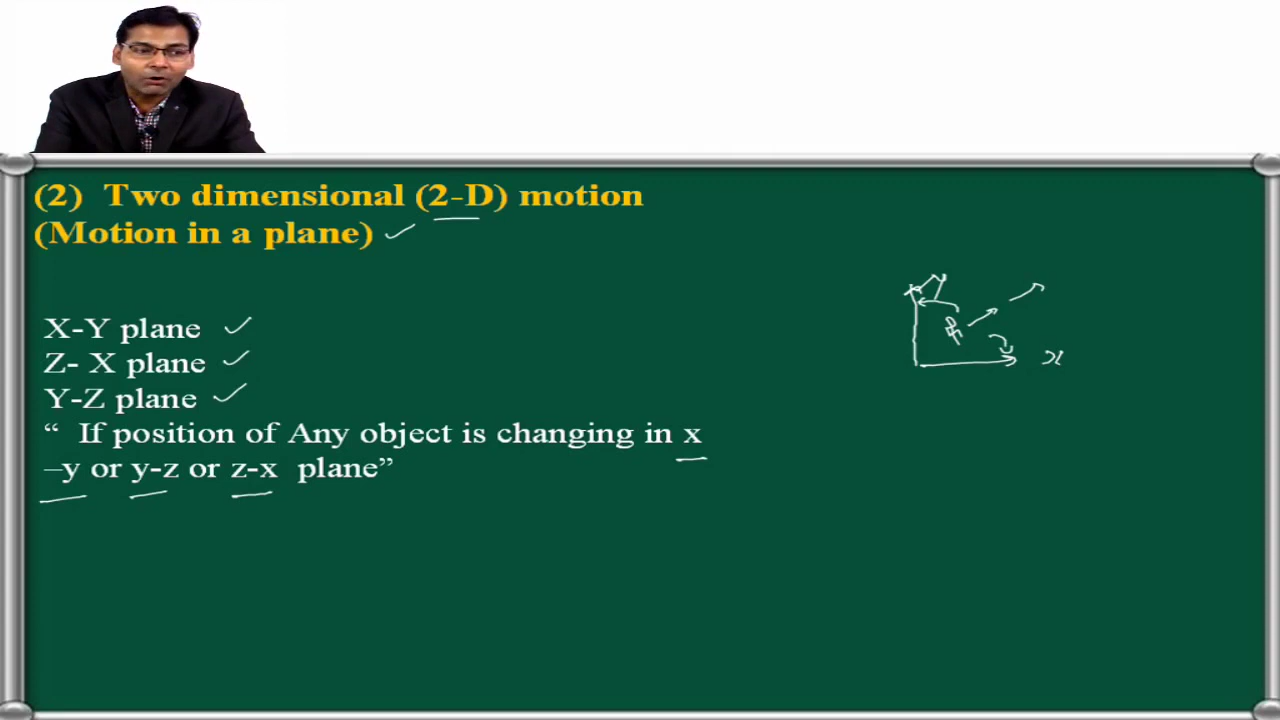 (2) Two dimensional (2-D) motion
(Motion in a plane)
X-Y plane
Z- X plane
Y-Z plane
“ If position of Any object is changing in x
–y or y-z or z-x plane”
x